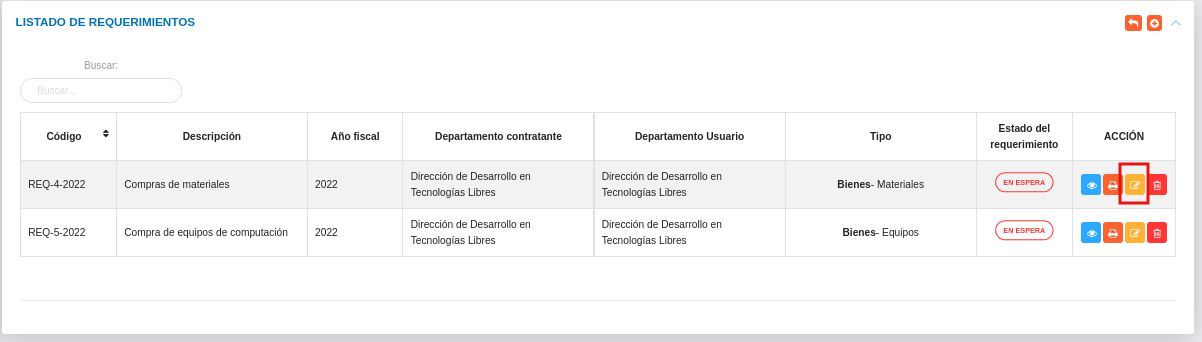 LISTADO DE REQUERIMIENTOS
Buscar:
Buscar...
Código
Descripción
Año fiscal
Departamento contratante
Departamento Usuario
Tipo
Estado del
requerimiento
ACCIÓN
REQ-4-2022
Compras de materiales
2022
Dirección de Desarrollo en
Tecnologías Libres
Dirección de Desarrollo en
Tecnologías Libres
Bienes- Materiales
EN ESPERA
REQ-5-2022
Compra de equipos de computación
2022
Dirección de Desarrollo en
Tecnologías Libres
Dirección de Desarrollo en
Tecnologías Libres
Bienes- Equipos
EN ESPERA